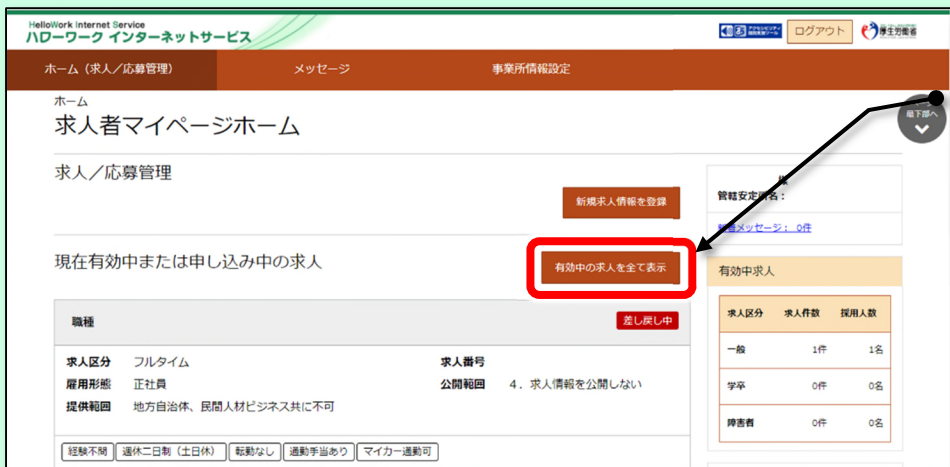 HelloWork Internet Service
ハローワーク インターネットサービス
ログアウト
厚生労働省
ホーム（求人／応募管理） メッセージ 事業所情報設定
ホーム
求人者マイページホーム
最下部へ
求人／応募管理
新規求人情報を登録
様
管轄安定所名：
新着メッセージ： 0件
現在有効中または申し込み中の求人
有効中の求人を全て表示
有効中求人
職種 差し戻し中
求人区分 フルタイム 求人番号
雇用形態 正社員 公開範囲 4．求人情報を公開しない
提供範囲 地方自治体、民間人材ビジネス共に不可
経験不問 週休二日制（土日休） 転勤なし 通勤手当あり マイカー通勤可
求人区分 求人件数 採用人数
一般 1件 1名
学卒 0件 0名
障害者 0件 0名